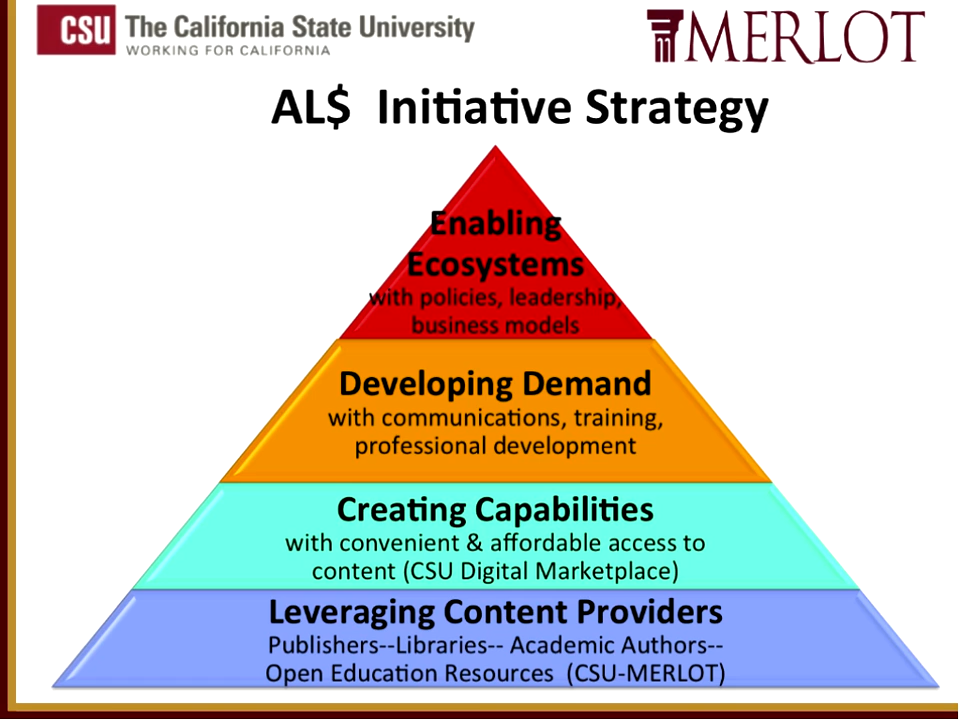 CSU The California State University
WORKING FOR CALIFORNIA
MERLOT
AL$ Initiative Strategy
Enabling
Ecosystems
with policies, leadership,
business models
Developing Demand
with communications, training,
professional development
Creating Capabilities
with convenient & affordable access to
content (CSU Digital Marketplace)
Leveraging Content Providers
Publishers--Libraries-- Academic Authors--
Open Education Resources (CSU-MERLOT)